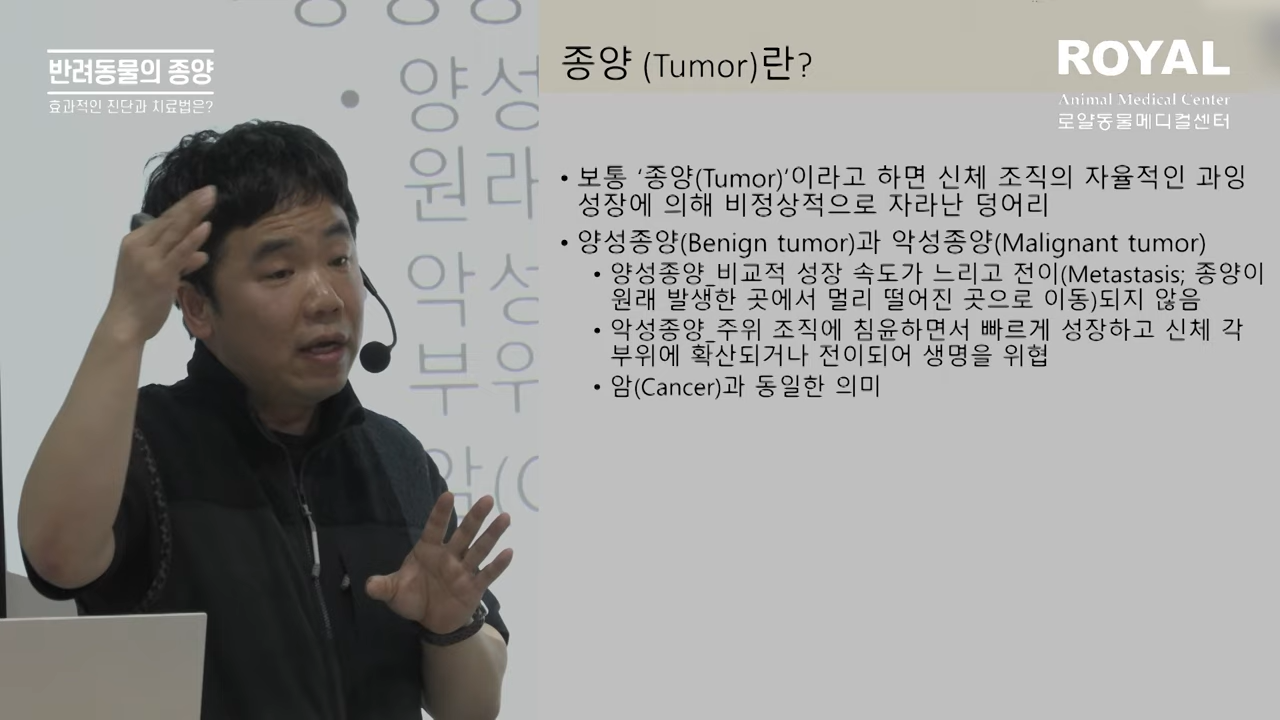 반려동물의 종양
효과적인 진단과 치료법은?
종양 (Tumor)란?
ROYAL
Animal Medical Center
로얄동물메디컬센터
• 보통 ‘종양(Tumor)’이라고 하면 신체 조직의 자율적인 과잉
성장에 의해 비정상적으로 자라난 덩어리
• 양성종양(Benign tumor)과 악성종양(Malignant tumor)
• 양성종양_비교적 성장 속도가 느리고 전이(Metastasis; 종양이
원래 발생한 곳에서 멀리 떨어진 곳으로 이동)되지 않음
• 악성종양_주위 조직에 침윤하면서 빠르게 성장하고 신체 각
부위에 확산되거나 전이되어 생명을 위협
• 암(Cancer)과 동일한 의미
• 양성
원래
악성
부위
암(C